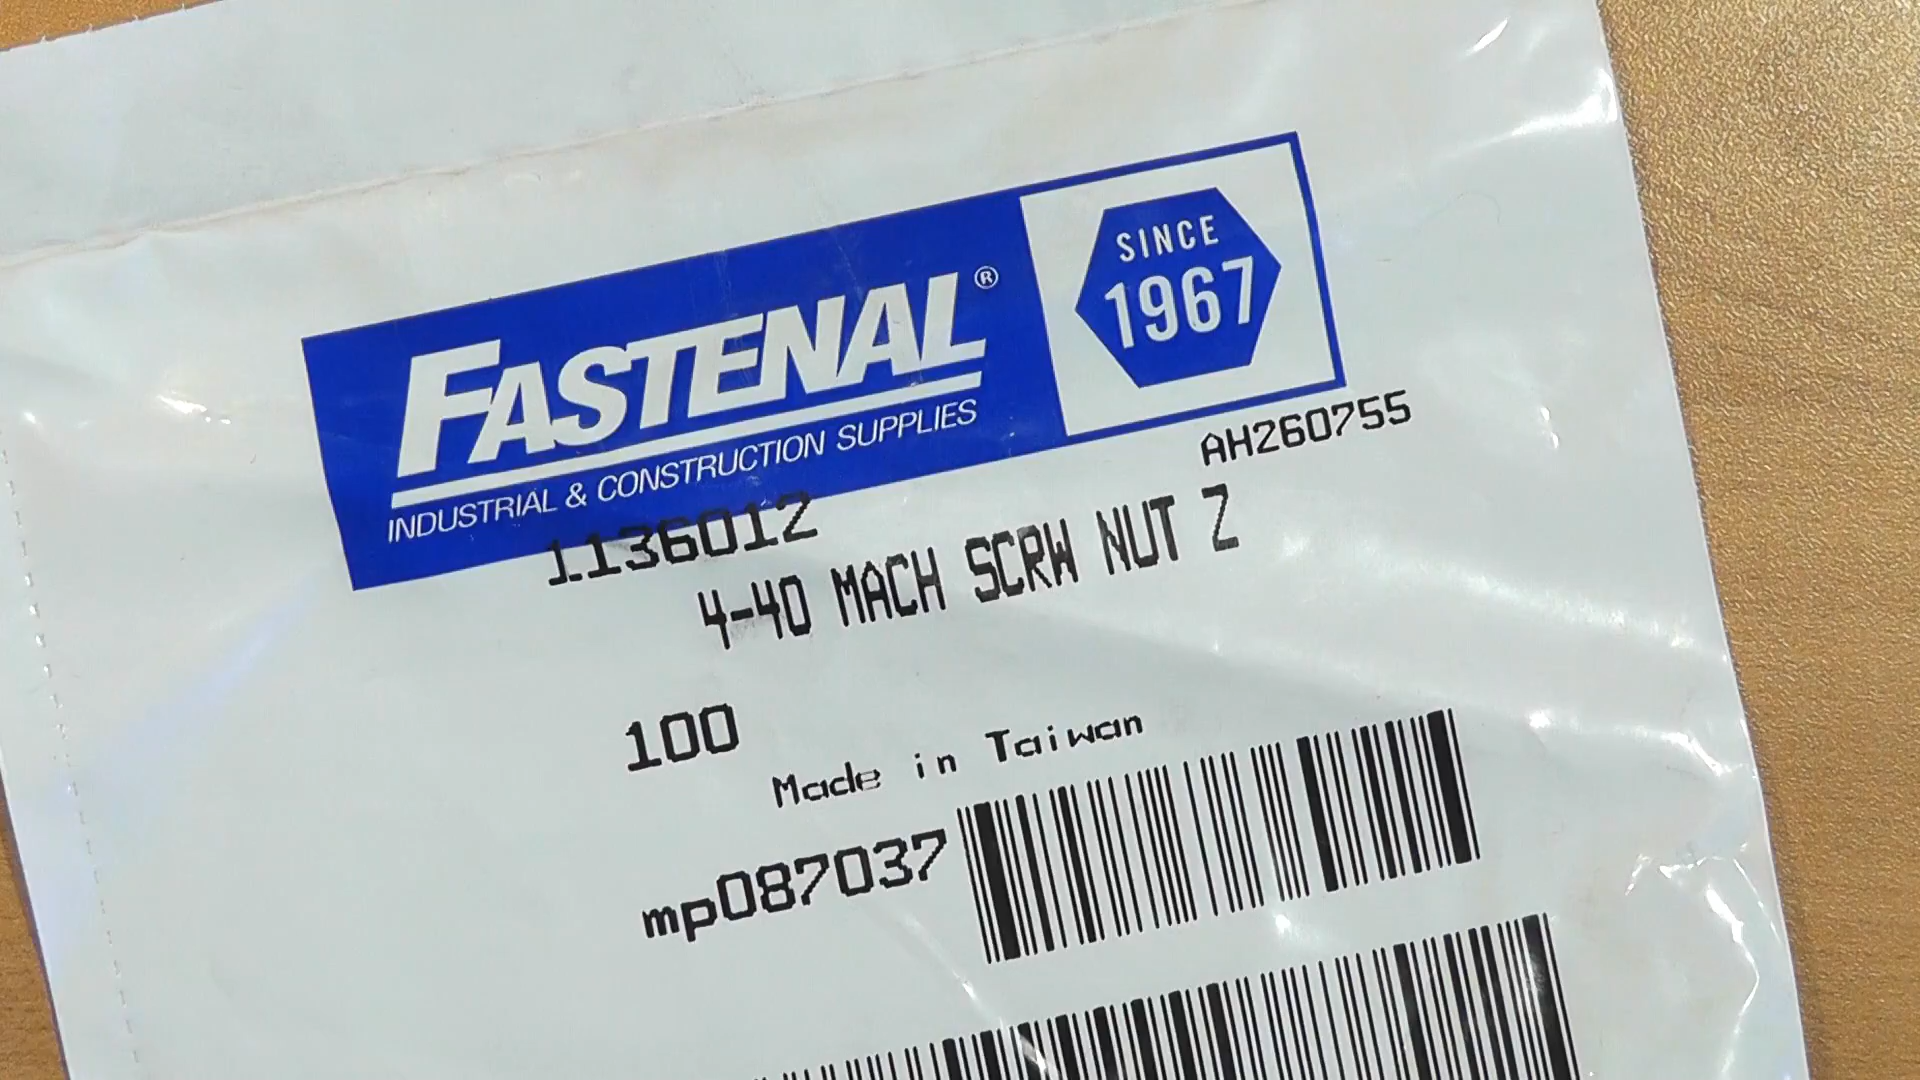 FASTENAL®
INDUSTRIAL & CONSTRUCTION SUPPLIES
SINCE
1967
AH260755
1136012
4-40 MACH SCRW NUT Z
100
Made in Taiwan
mp087037